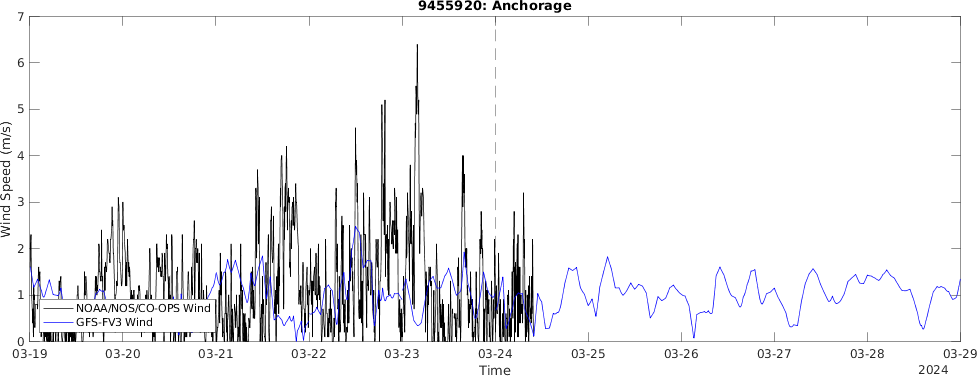 9455920: Anchorage
7
6
5
4
3
2
1
0
Wind Speed (m/s)
NOAA/NOS/CO-OPS Wind
GFS-FV3 Wind
03-19 03-20 03-21 03-22 03-23 03-24 03-25 03-26 03-27 03-28 03-29
Time
2024